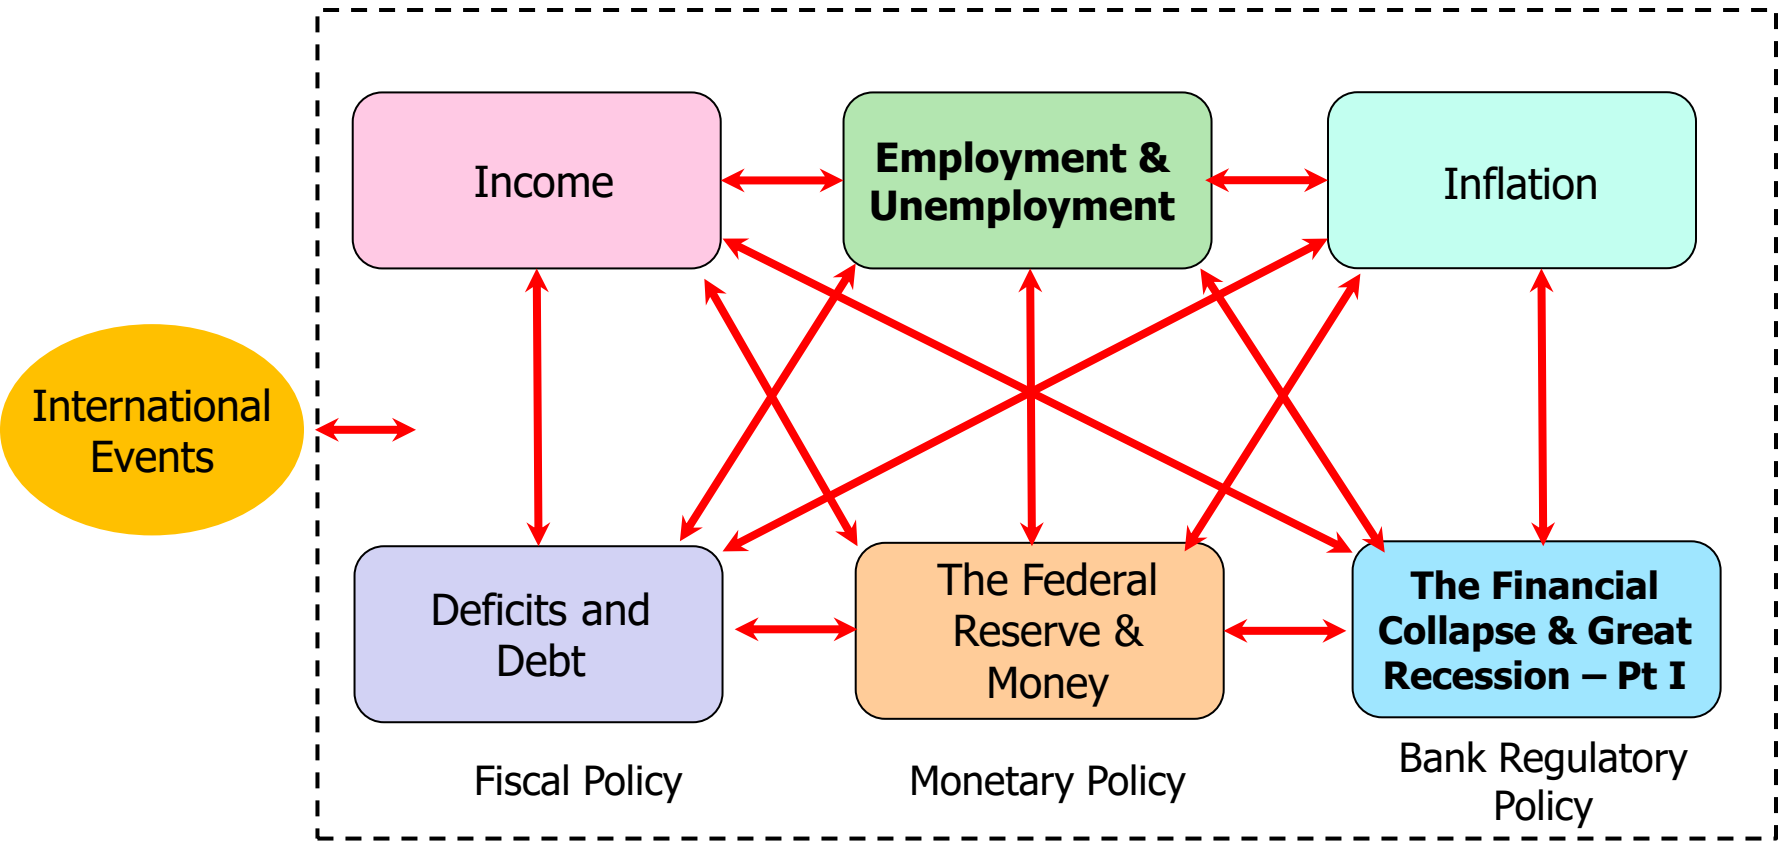 Income
Employment &
Unemployment
Inflation
International
Events
Deficits and
Debt
The Federal
Reserve &
Money
The Financial
Collapse & Great
Recession – Pt I
Fiscal Policy
Monetary Policy
Bank Regulatory
Policy